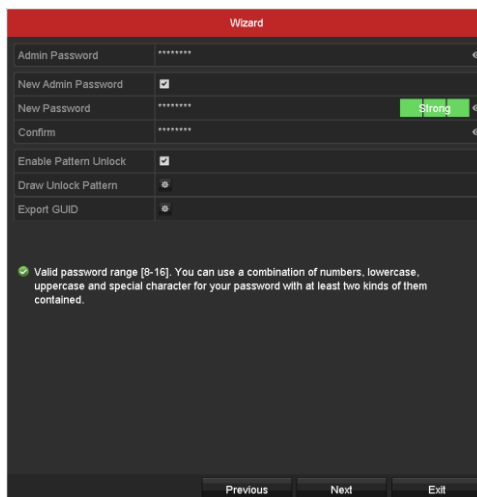 Wizard
Admin Password ********
New Admin Password
New Password ******** Strong
Confirm ********
Enable Pattern Unlock
Draw Unlock Pattern
Export GUID
Valid password range [8-16]. You can use a combination of numbers, lowercase,
uppercase and special character for your password with at least two kinds of them
contained.
Previous Next Exit